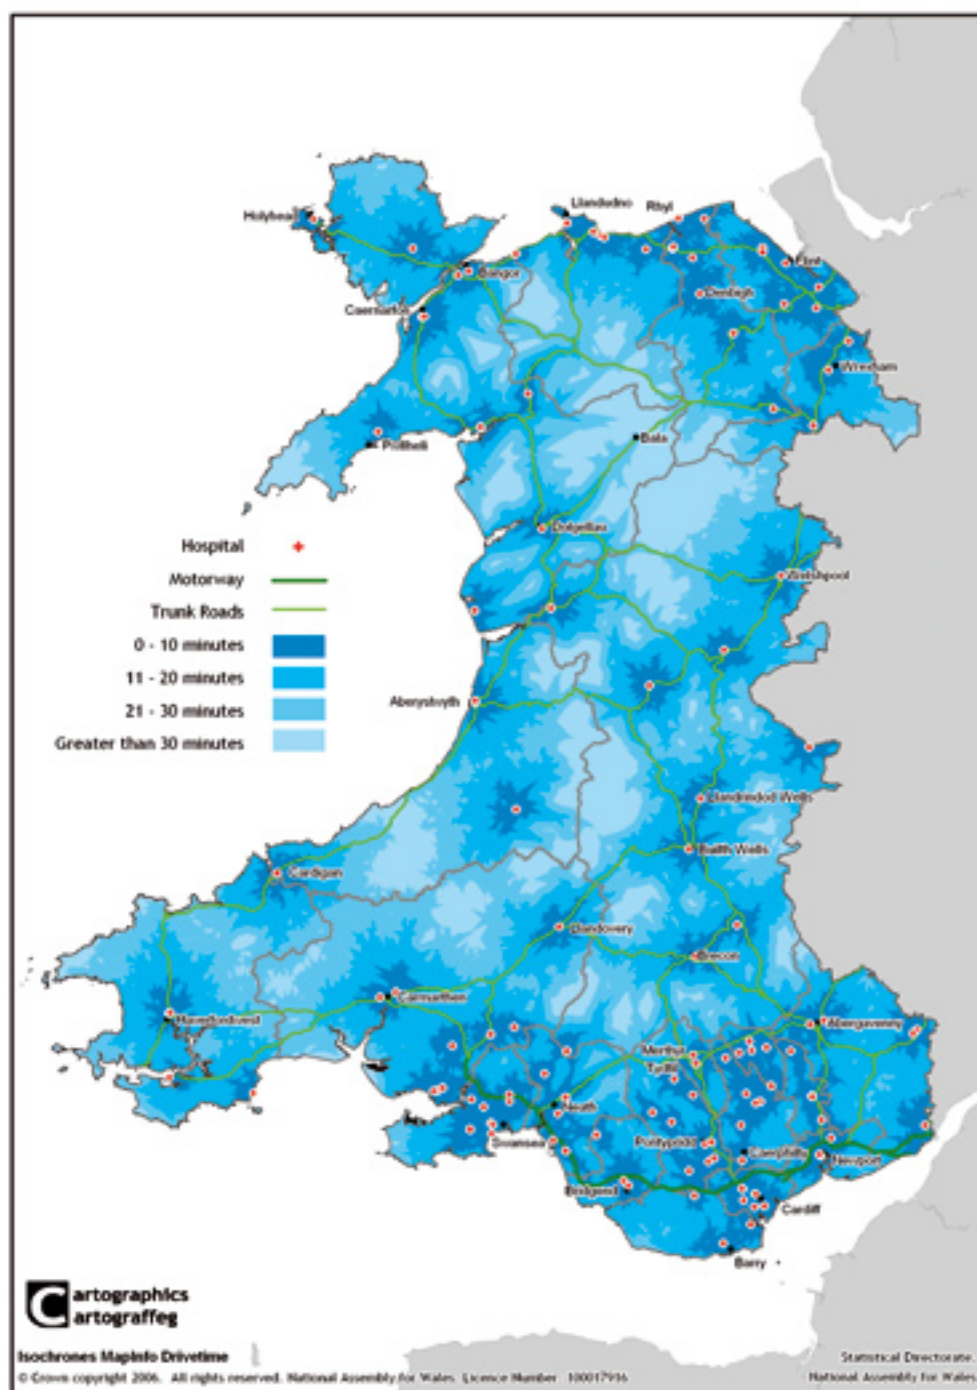 Llandudno
Rhyl
Holyhead
Flint
Bangor
Denbigh
Caernarfon
Wrexham
Pwllheli
Bala
Dolgellau
Hospital
Motorway
Welshpool
Trunk Roads
0 - 10 minutes
11 - 20 minutes
Aberystwyth
21 - 30 minutes
Greater than 30 minutes
Llandrindod Wells
Builth Wells
Cardigan
Llandovery
Brecon
Carmarthen
Haverfordwest
Abergavenny
Merthyr
Tydfil
Neath
Swansea
Pontypridd
Caerphilly
Newport
Bridgend
Cardiff
Barry
Cartographics
Cartograffeg
Isochrones MapInfo Drivetime
Statistical Directorate.
© Crown copyright 2006. All rights reserved. National Assembly for Wales. Licence Number. 100017916
National Assembly for Wales